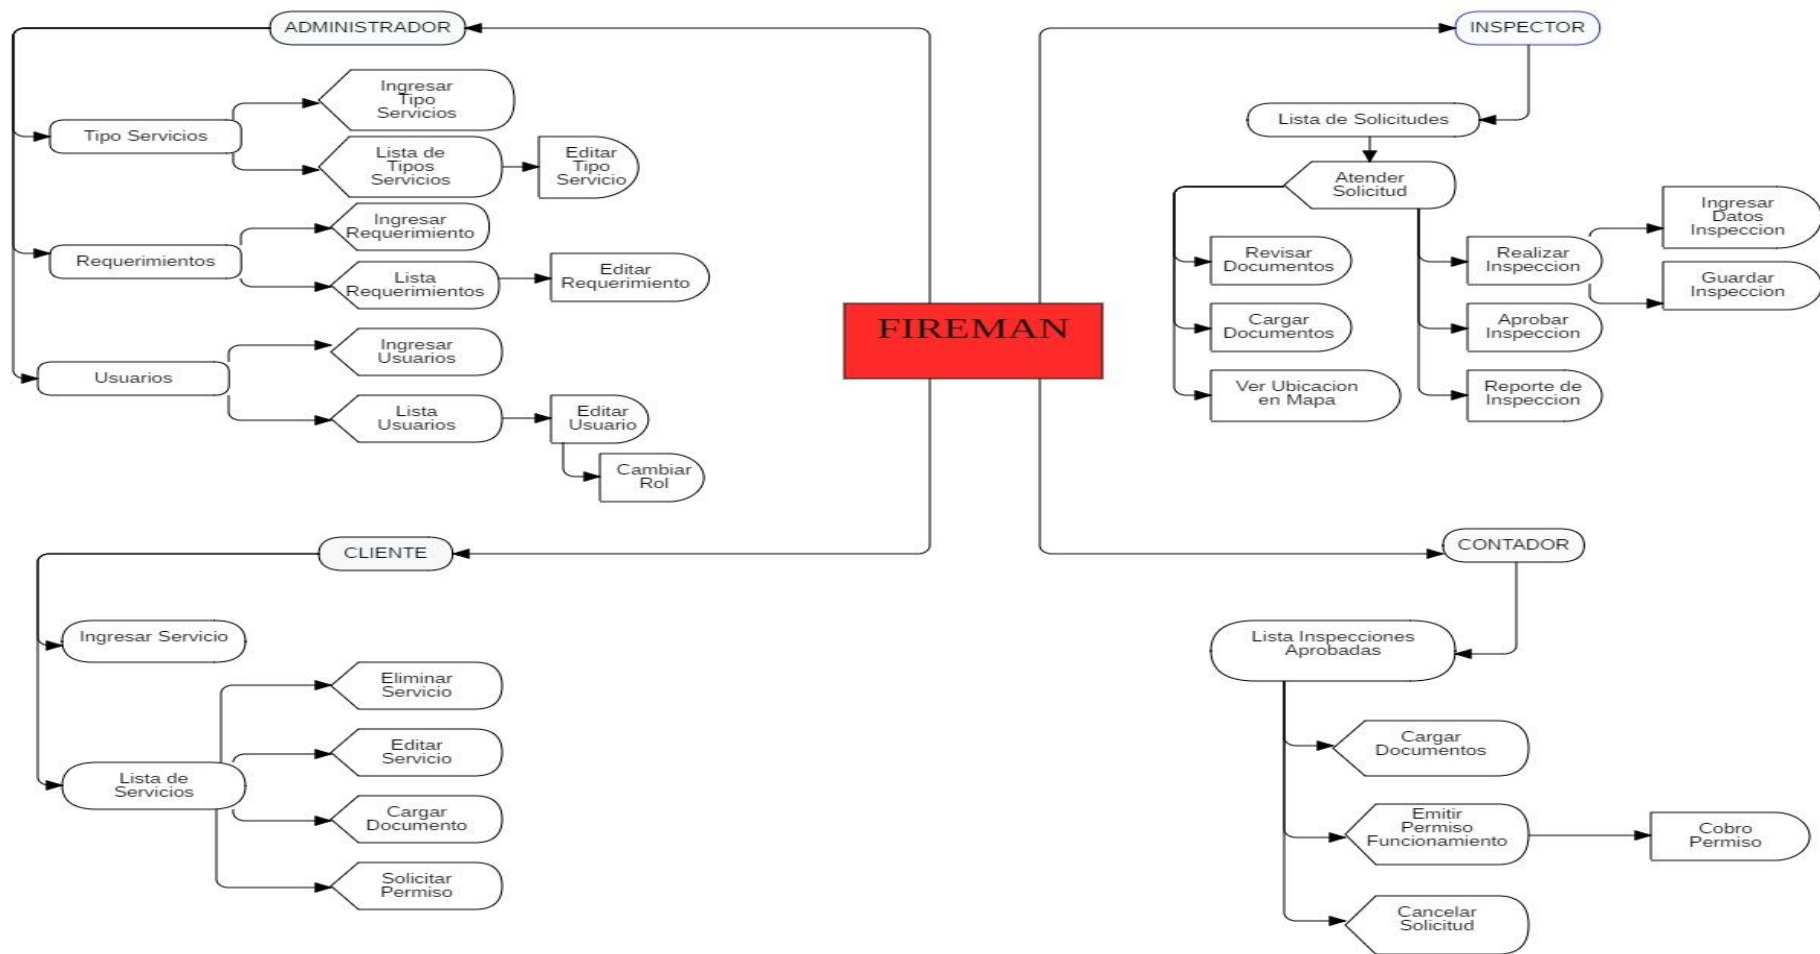 ADMINISTRADOR
Tipo Servicios
Ingresar
Tipo
Servicios
Lista de
Tipos
Servicios
Editar
Tipo
Servicio
Requerimientos
Ingresar
Requerimiento
Lista
Requerimientos
Editar
Requerimiento
Usuarios
Ingresar
Usuarios
Lista
Usuarios
Editar
Usuario
Cambiar
Rol
FIREMAN
INSPECTOR
Lista de Solicitudes
Atender
Solicitud
Revisar
Documentos
Cargar
Documentos
Ver Ubicacion
en Mapa
Realizar
Inspeccion
Ingresar
Datos
Inspeccion
Guardar
Inspeccion
Aprobar
Inspeccion
Reporte de
Inspeccion
CLIENTE
Ingresar Servicio
Lista de
Servicios
Eliminar
Servicio
Editar
Servicio
Cargar
Documento
Solicitar
Permiso
CONTADOR
Lista Inspecciones
Aprobadas
Cargar
Documentos
Emitir
Permiso
Funcionamiento
Cobro
Permiso
Cancelar
Solicitud